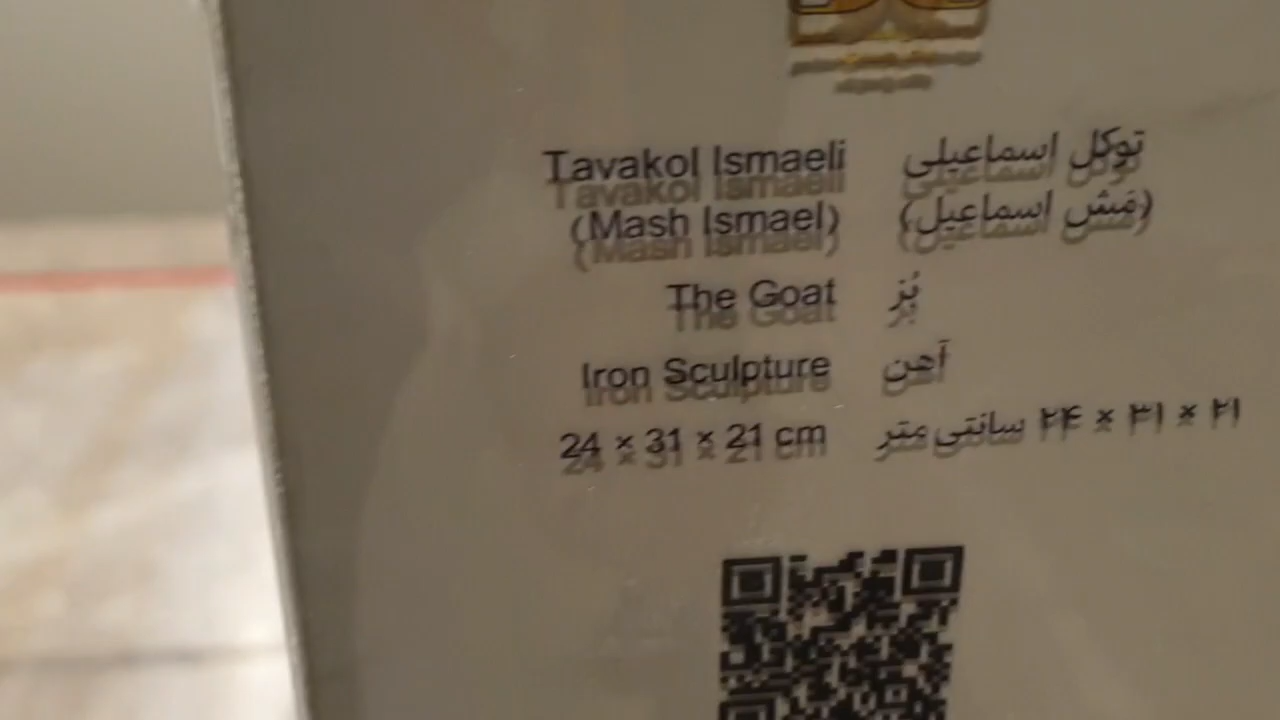 Tavakol Ismaeli توکل اسماعیلی
(Mash Ismael) (مَش اسماعیل)
The Goat بُز
Iron Sculpture آهن
24 × 31 × 21 cm ۲۱ × ۳۱ × ۲۴ سانتی متر